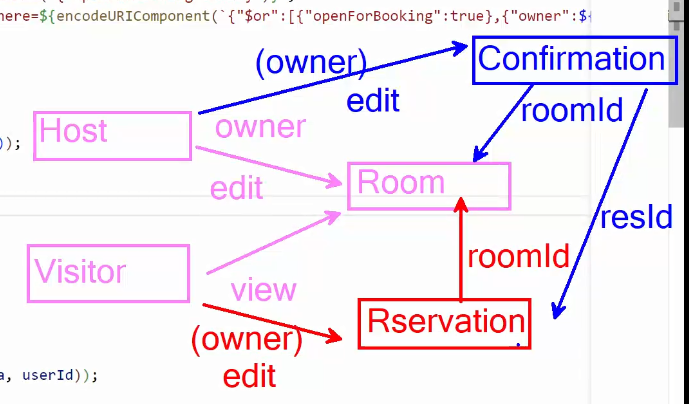 here=${encodeURIComponent(`{"$or":[{"openForBooking":true},{"owner":${
(owner)
edit
Confirmation
roomId
Host
));
owner
edit
Room
resId
Visitor
view
roomId
Rservation
(owner)
edit
a, userId));